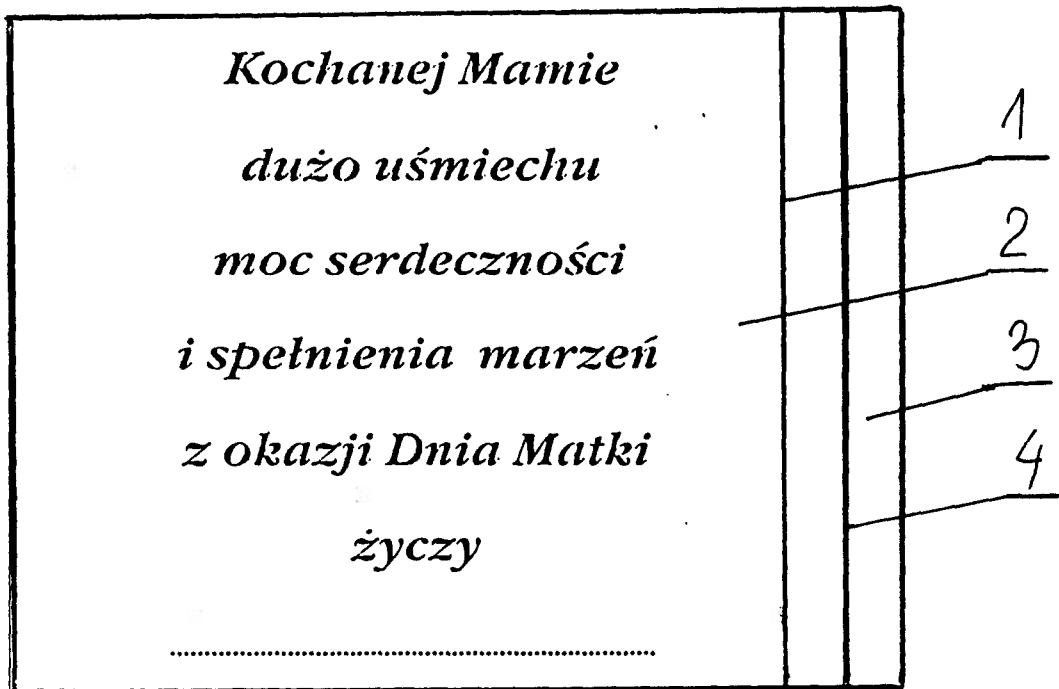 Kochanej Mamie
dużo uśmiechu
moc serdeczności
i spełnienia marzeń
z okazji Dnia Matki
życzy
................................................................
1
2
3
4